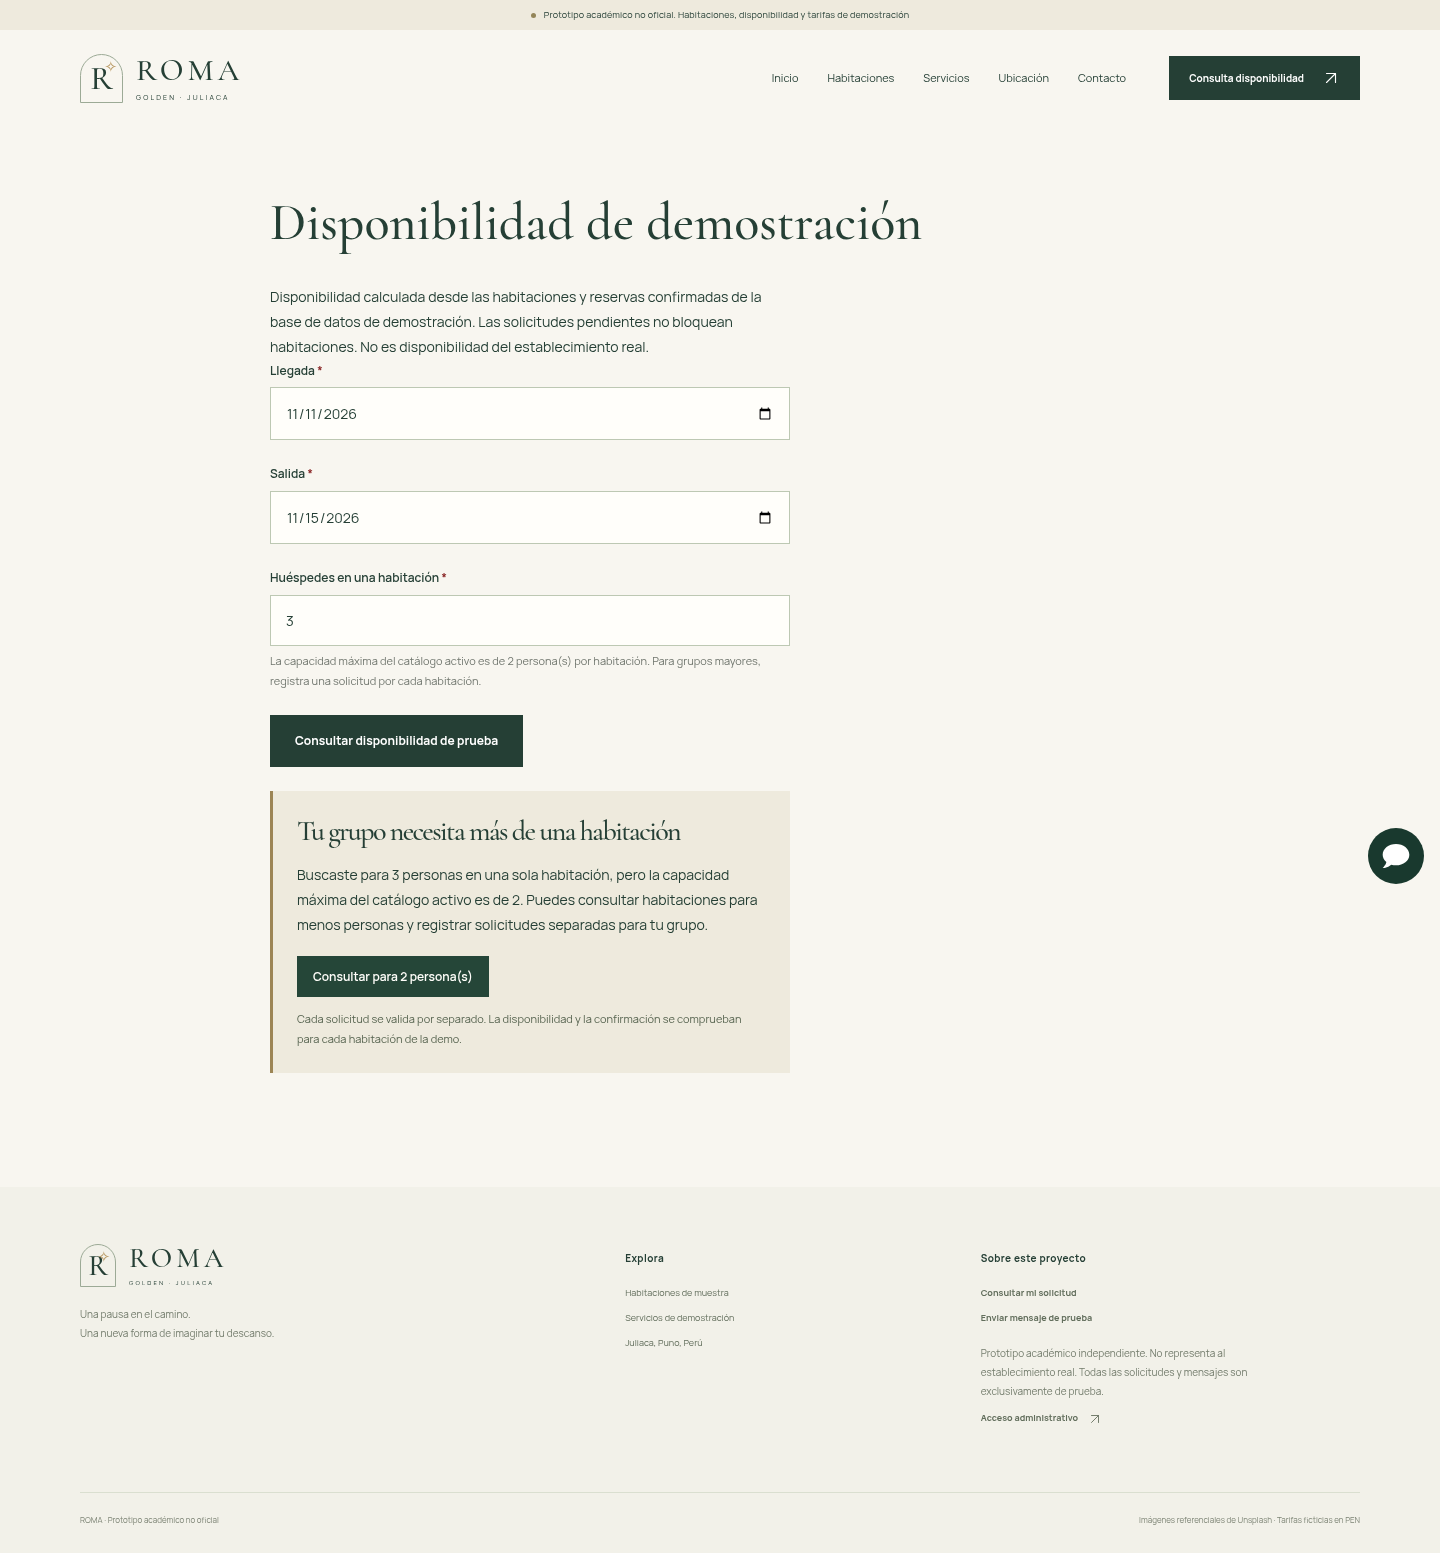 Prototipo académico no oficial. Habitaciones, disponibilidad y tarifas de demostración
R ROMA
GOLDEN · JULIACA
Inicio Habitaciones Servicios Ubicación Contacto Consulta disponibilidad
Disponibilidad de demostración
Disponibilidad calculada desde las habitaciones y reservas confirmadas de la
base de datos de demostración. Las solicitudes pendientes no bloquean
habitaciones. No es disponibilidad del establecimiento real.
Llegada *
11/11/2026
Salida *
11/15/2026
Huéspedes en una habitación *
3
La capacidad máxima del catálogo activo es de 2 persona(s) por habitación. Para grupos mayores,
registra una solicitud por cada habitación.
Consultar disponibilidad de prueba
Tu grupo necesita más de una habitación
Buscaste para 3 personas en una sola habitación, pero la capacidad
máxima del catálogo activo es de 2. Puedes consultar habitaciones para
menos personas y registrar solicitudes separadas para tu grupo.
Consultar para 2 persona(s)
Cada solicitud se valida por separado. La disponibilidad y la confirmación se comprueban
para cada habitación de la demo.
R ROMA
GOLDEN · JULIACA
Una pausa en el camino.
Una nueva forma de imaginar tu descanso.
Explora
Habitaciones de muestra
Servicios de demostración
Juliaca, Puno, Perú
Sobre este proyecto
Consultar mi solicitud
Enviar mensaje de prueba
Prototipo académico independiente. No representa al
establecimiento real. Todas las solicitudes y mensajes son
exclusivamente de prueba.
Acceso administrativo
ROMA · Prototipo académico no oficial
Imágenes referenciales de Unsplash · Tarifas ficticias en PEN